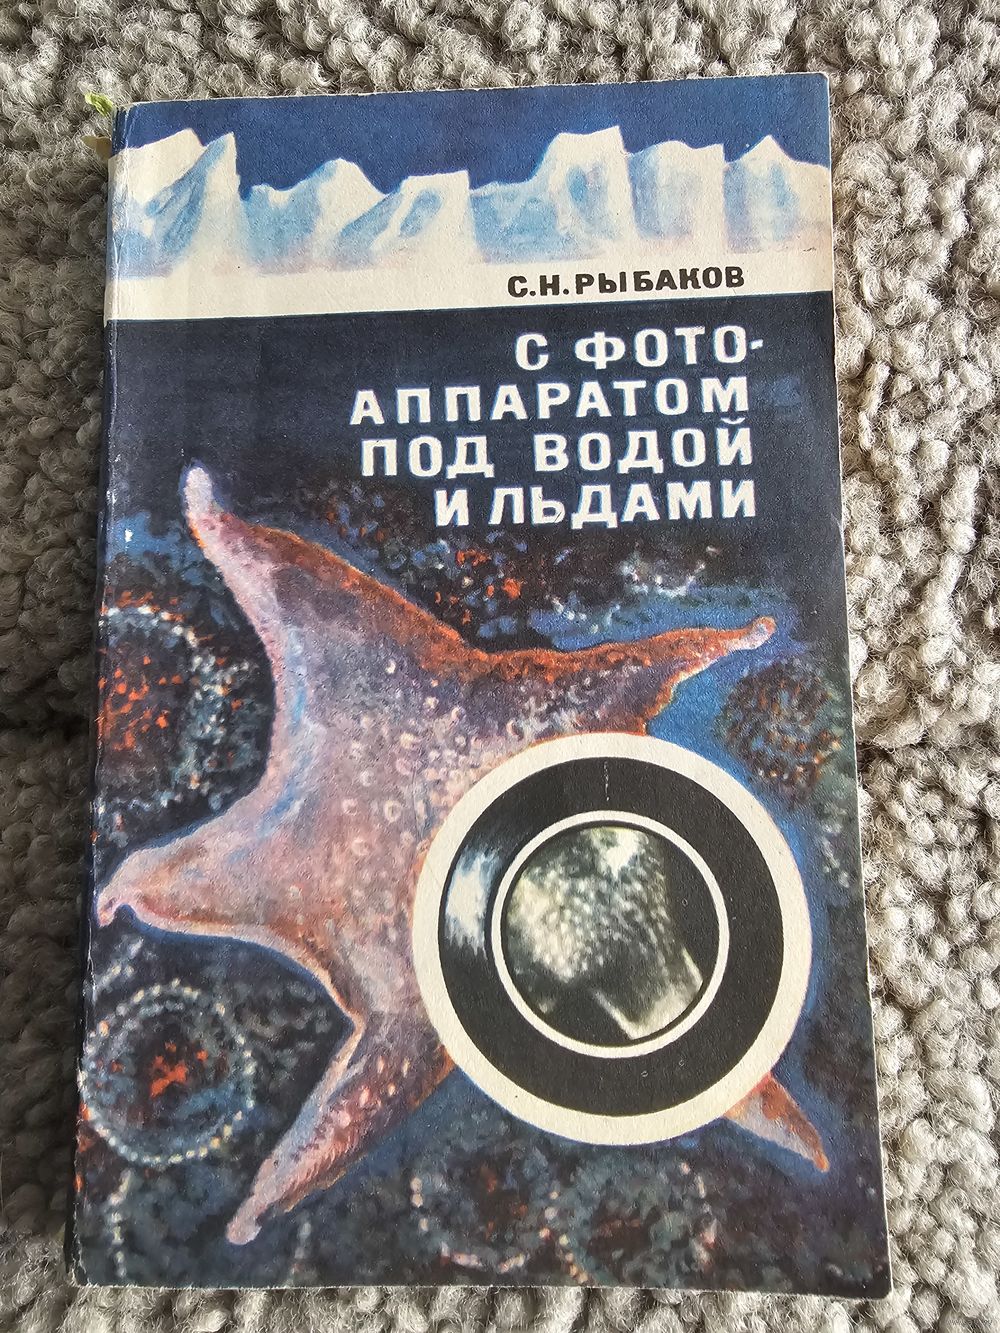 С.Н.РЫБАКОВ
С ФОТО-
АППАРАТОМ
ПОД ВОДОЙ
И ЛЬДАМИ